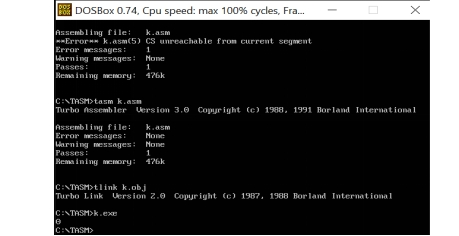 DOSBox 0.74, Cpu speed: max 100% cycles, Fra...
Assembling file: k.asm
**Error** k.asm(5) CS unreachable from current segment
Error messages: 1
Warning messages: None
Passes: 1
Remaining memory: 476k
C:\TASM>tasm k.asm
Turbo Assembler Version 3.0 Copyright (c) 1988, 1991 Borland International
Assembling file: k.asm
Error messages: None
Warning messages: None
Passes: 1
Remaining memory: 476k
C:\TASM>tlink k.obj
Turbo Link Version 2.0 Copyright (c) 1987, 1988 Borland International
C:\TASM>k.exe
0
C:\TASM>